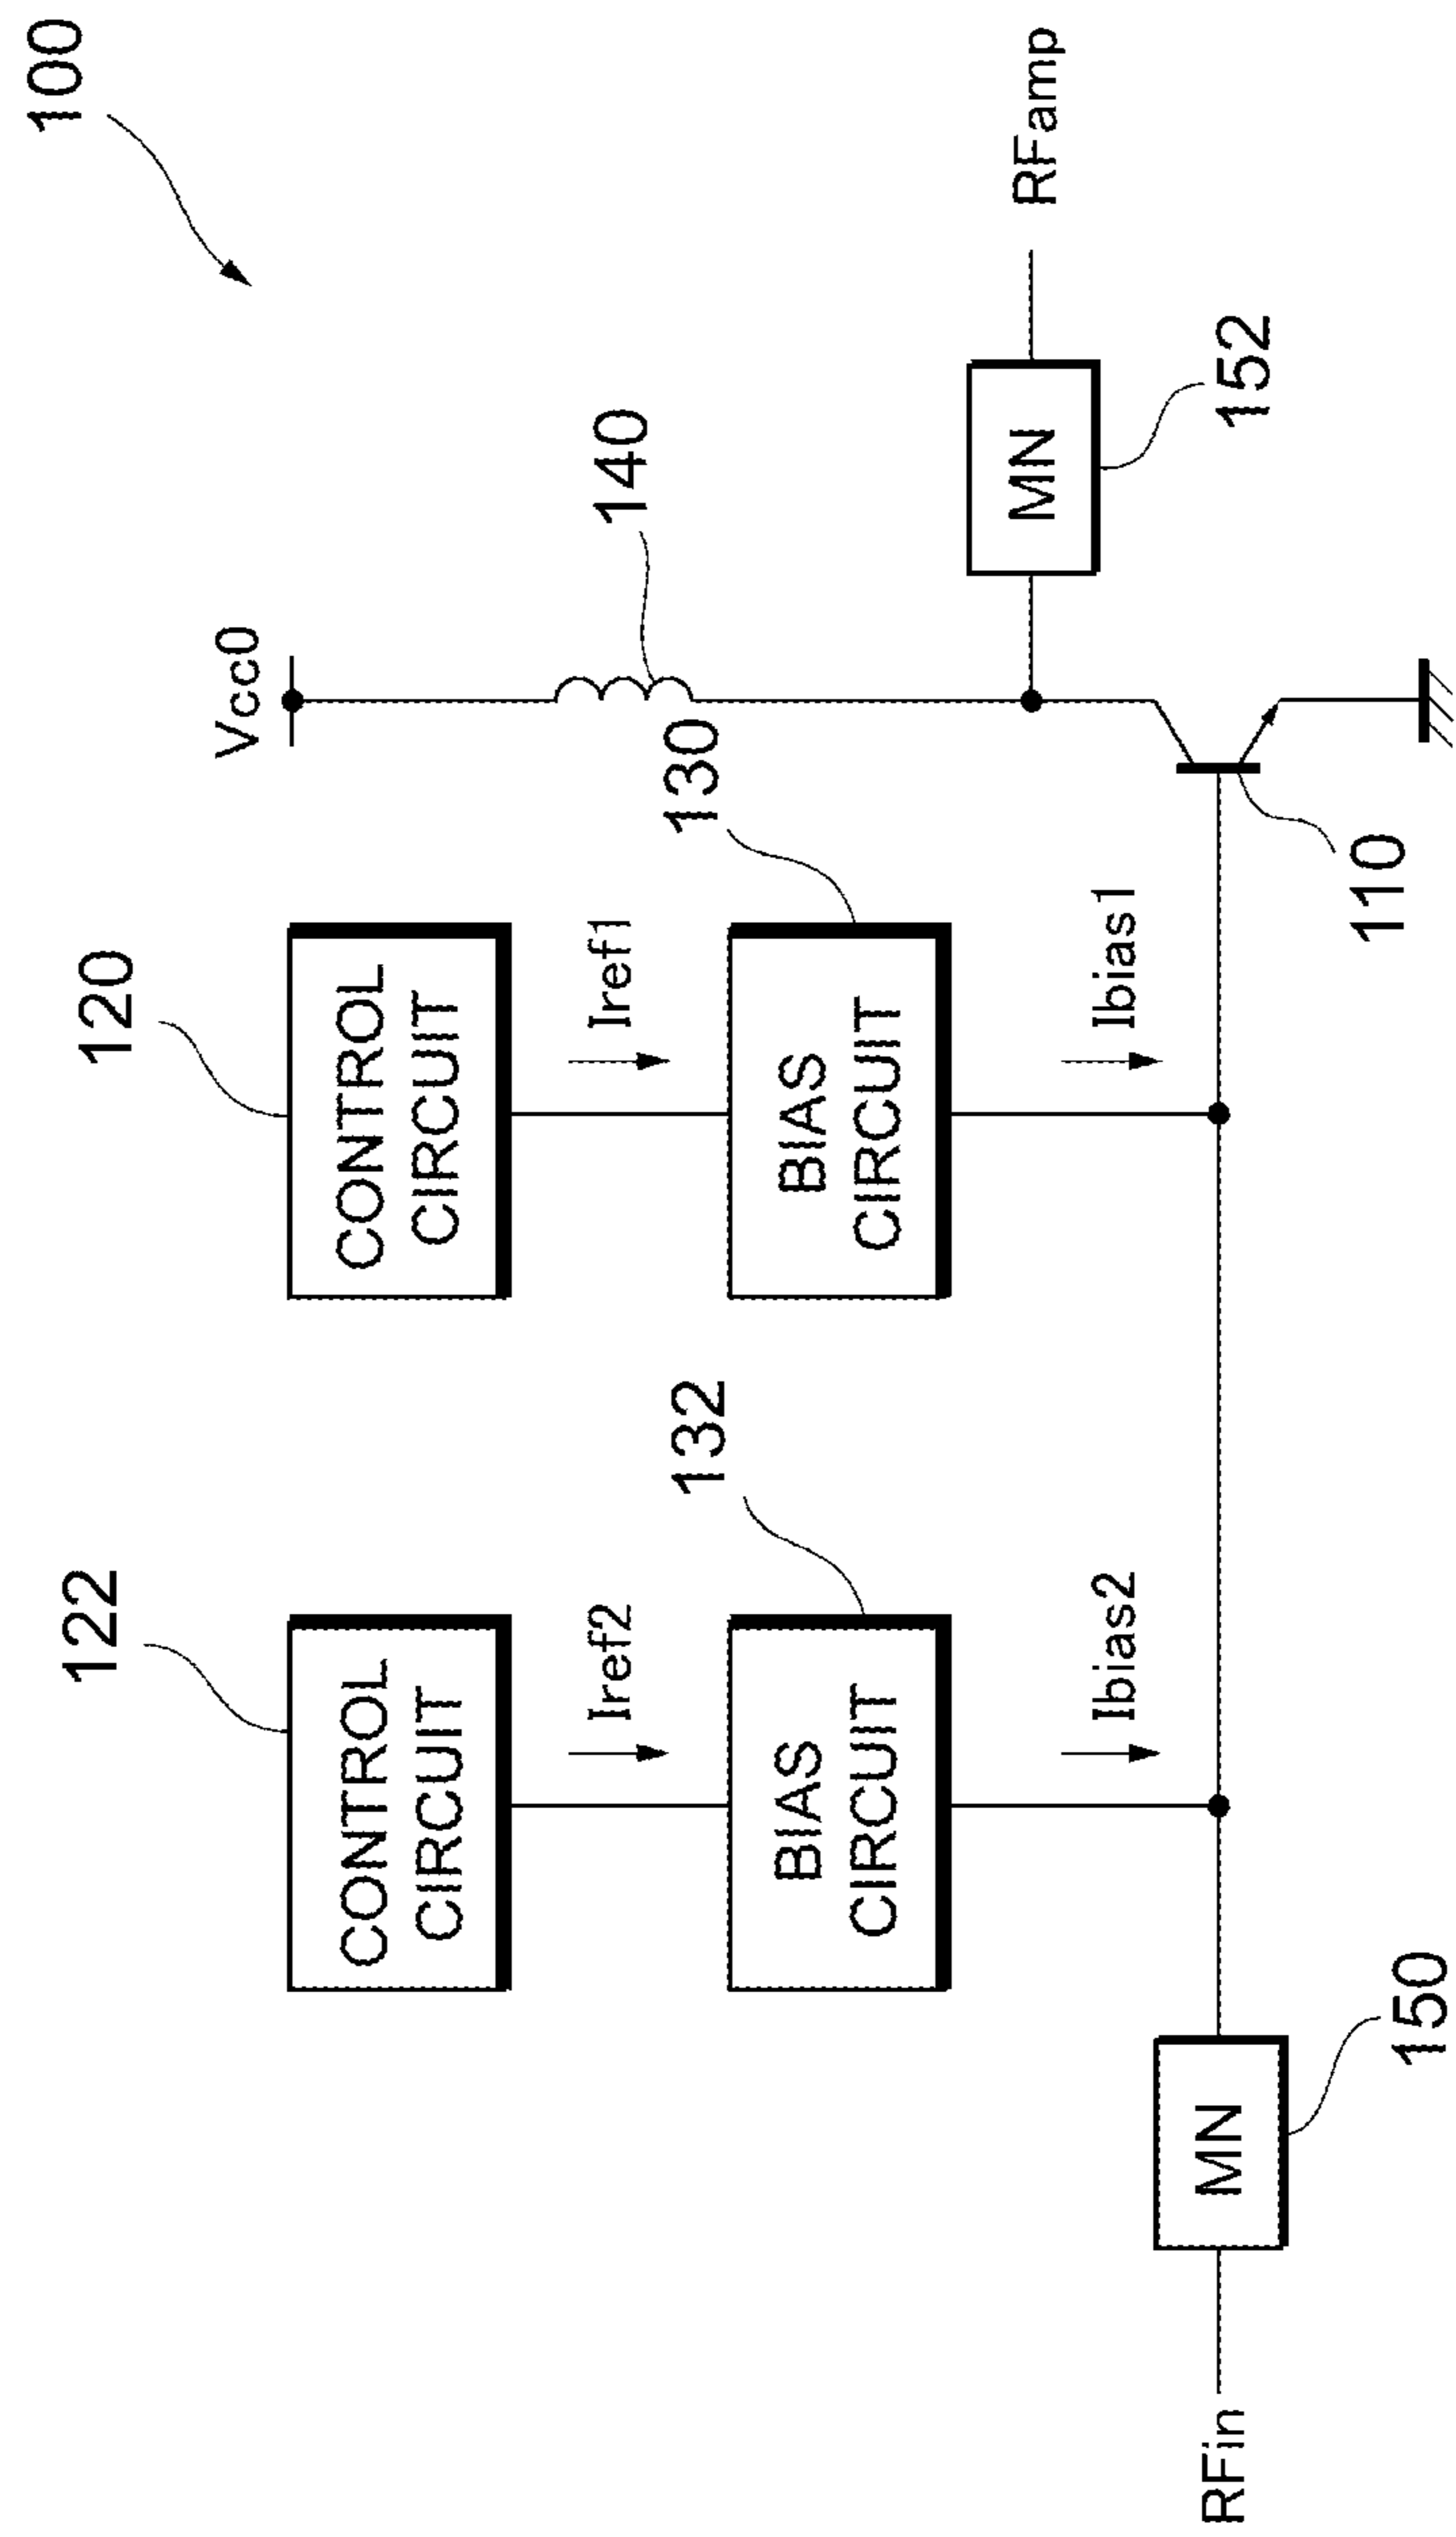 100
122
CONTROL
CIRCUIT
120
CONTROL
CIRCUIT
Vcc0
140
Iref2
Iref1
132
BIAS
CIRCUIT
130
BIAS
CIRCUIT
RFamp
MN
152
Ibias2
Ibias1
RFin
MN
150
110